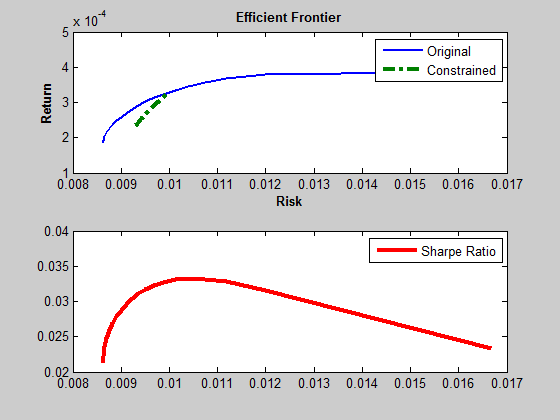 Efficient Frontier
x 10⁻⁴
5
4
3
2
1
Return
Original
Constrained
0.008 0.009 0.01 0.011 0.012 0.013 0.014 0.015 0.016 0.017
Risk
0.04
0.035
0.03
0.025
0.02
Sharpe Ratio
0.008 0.009 0.01 0.011 0.012 0.013 0.014 0.015 0.016 0.017